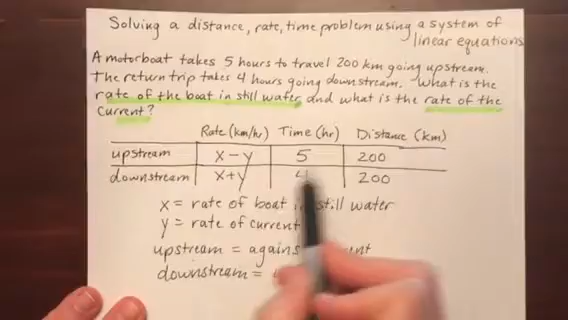 Solving a distance, rate, time problem using a system of
linear equations
A motorboat takes 5 hours to travel 200 km going upstream.
The return trip takes 4 hours going downstream. What is the
rate of the boat in still water and what is the rate of the
current?
Rate (km/hr) Time (hr) Distance (km)
upstream x-y 5 200
downstream x+y 200
x = rate of boat in still water
y = rate of current
upstream =
downstream =